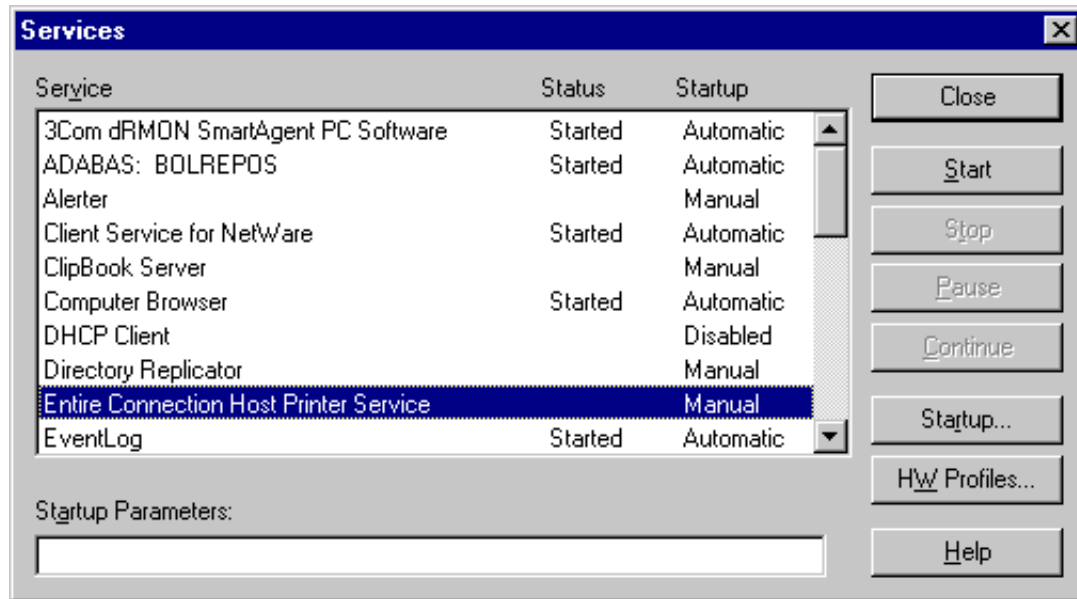 Services
Service Status Startup
3Com dRMON SmartAgent PC Software Started Automatic
ADABAS: BOLREPOS Started Automatic
Alerter Manual
Client Service for NetWare Started Automatic
ClipBook Server Manual
Computer Browser Started Automatic
DHCP Client Disabled
Directory Replicator Manual
Entire Connection Host Printer Service Manual
EventLog Started Automatic
Startup Parameters:
Close
Start
Stop
Pause
Continue
Startup...
HW Profiles...
Help